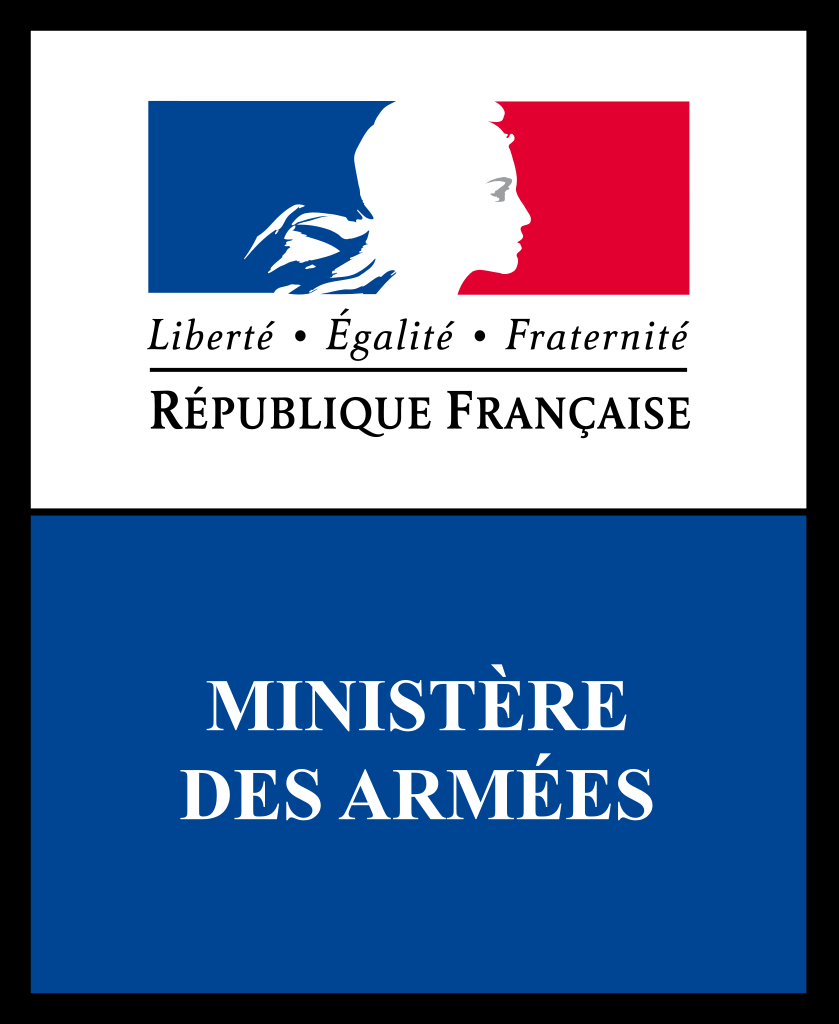 Liberté • Égalité • Fraternité
RÉPUBLIQUE FRANÇAISE
MINISTÈRE
DES ARMÉES